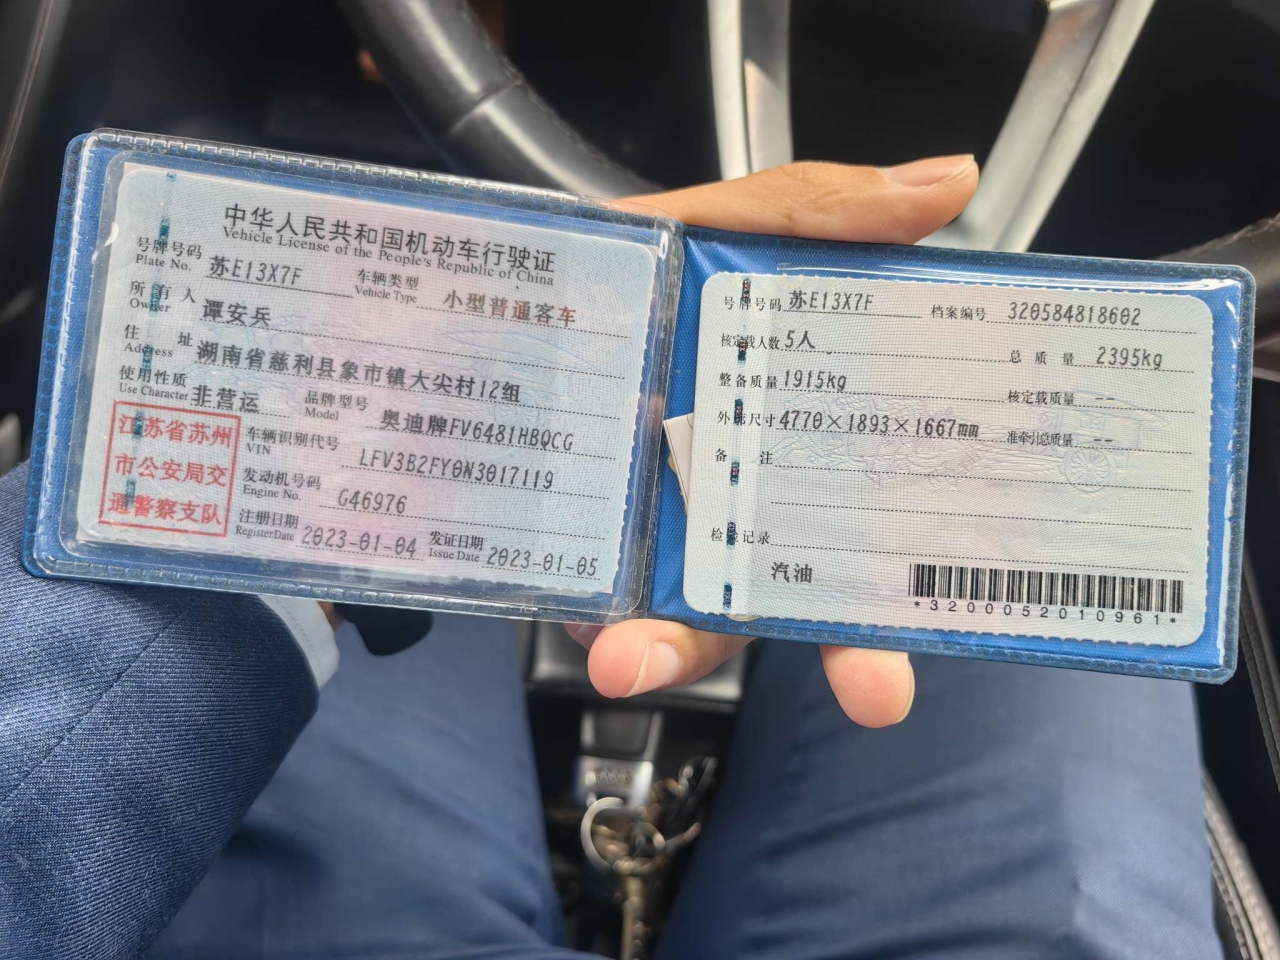 中华人民共和国机动车行驶证
Vehicle License of the People's Republic of China
号牌号码 苏E13X7F 车辆类型 小型普通客车
Plate No. Vehicle Type
所有人 谭安兵
Owner
住址 湖南省慈利县象市镇大尖村12组
Address
使用性质 非营运 品牌型号 奥迪牌FV6481HBQCG
Use Character Model
江苏省苏州
市公安局交
通警察支队
车辆识别代号 LFV3B2FY0N3017119
VIN
发动机号码 G46976
Engine No.
注册日期 2023-01-04 发证日期 2023-01-05
Register Date Issue Date
号牌号码 苏E13X7F 档案编号 320584818602
核定载人数 5人 总质量 2395kg
整备质量 1915kg 核定载质量 --
外廓尺寸 4770×1893×1667mm 准牵引总质量 --
备注
检验记录
汽油
*3200052010961*